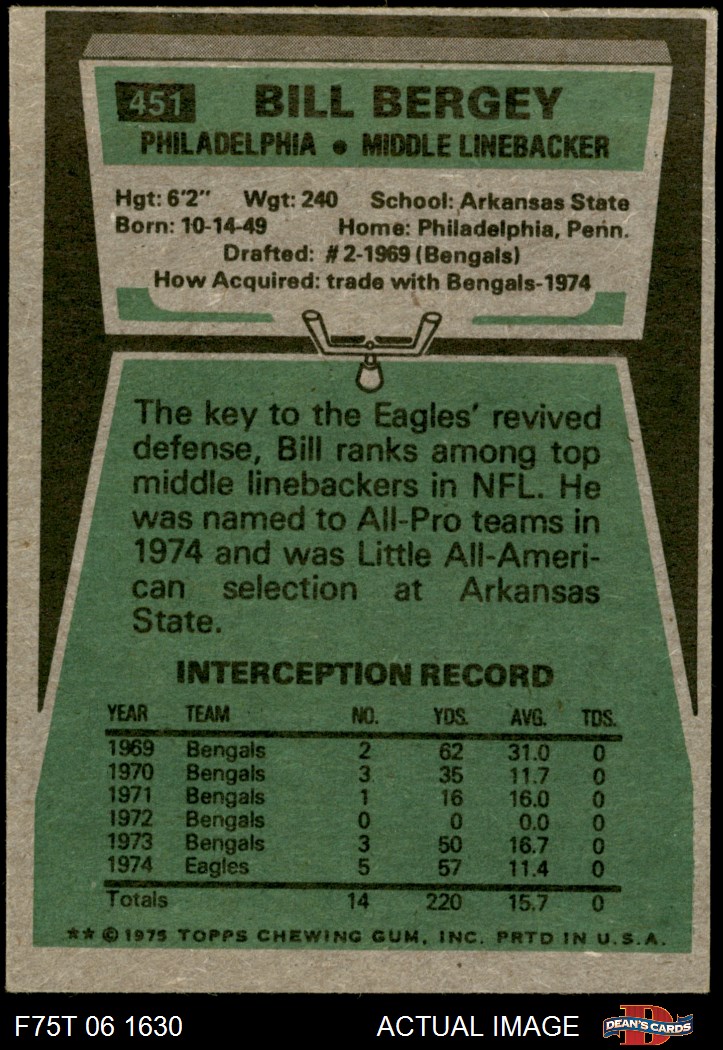 451 BILL BERGEY
PHILADELPHIA • MIDDLE LINEBACKER
Hgt: 6'2" Wgt: 240 School: Arkansas State
Born: 10-14-49 Home: Philadelphia, Penn.
Drafted: #2-1969 (Bengals)
How Acquired: trade with Bengals-1974
The key to the Eagles' revived
defense, Bill ranks among top
middle linebackers in NFL. He
was named to All-Pro teams in
1974 and was Little All-Ameri-
can selection at Arkansas
State.
INTERCEPTION RECORD
YEAR TEAM NO. YDS. AVG. TDS.
1969 Bengals 2 62 31.0 0
1970 Bengals 3 35 11.7 0
1971 Bengals 1 16 16.0 0
1972 Bengals 0 0 0.0 0
1973 Bengals 3 50 16.7 0
1974 Eagles 5 57 11.4 0
Totals 14 220 15.7 0
** © 1975 TOPPS CHEWING GUM, INC. PRTD IN U.S.A.
F75T 06 1630 ACTUAL IMAGE D DEAN'S CARDS